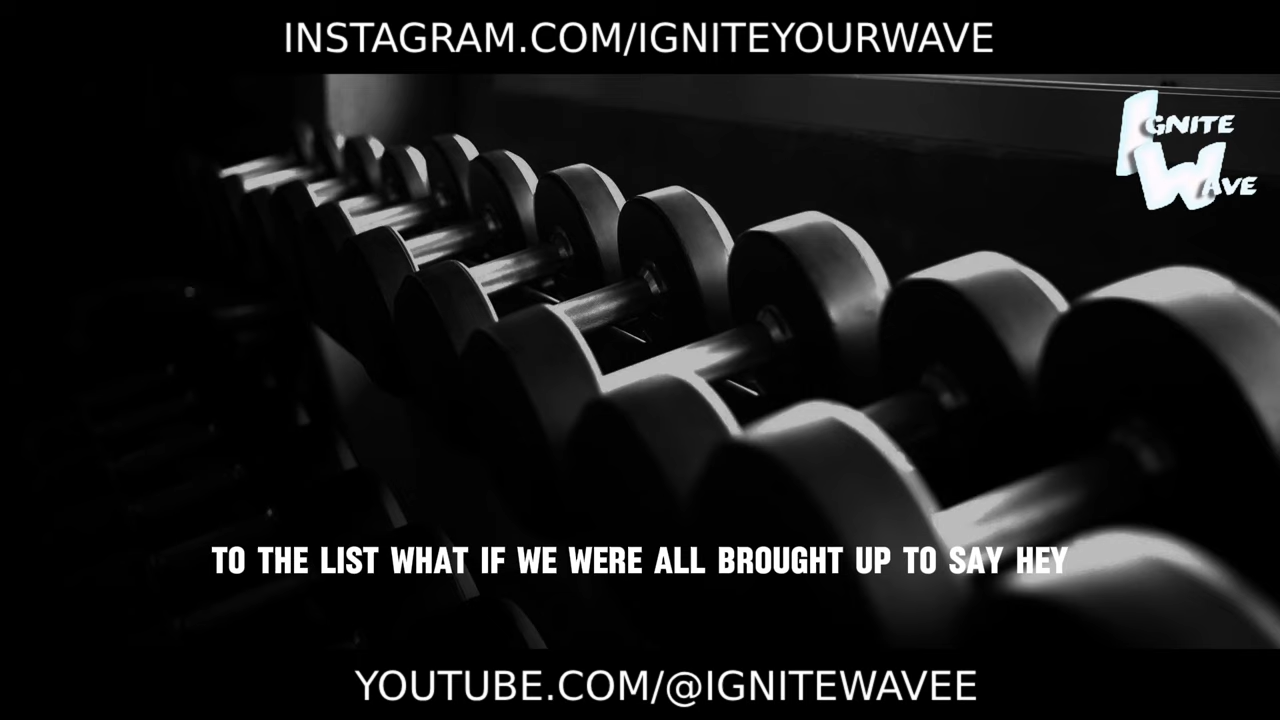 INSTAGRAM.COM/IGNITEYOURWAVE
IGNITE
WAVE
TO THE LIST WHAT IF WE WERE ALL BROUGHT UP TO SAY HEY
YOUTUBE.COM/@IGNITEWAVEE